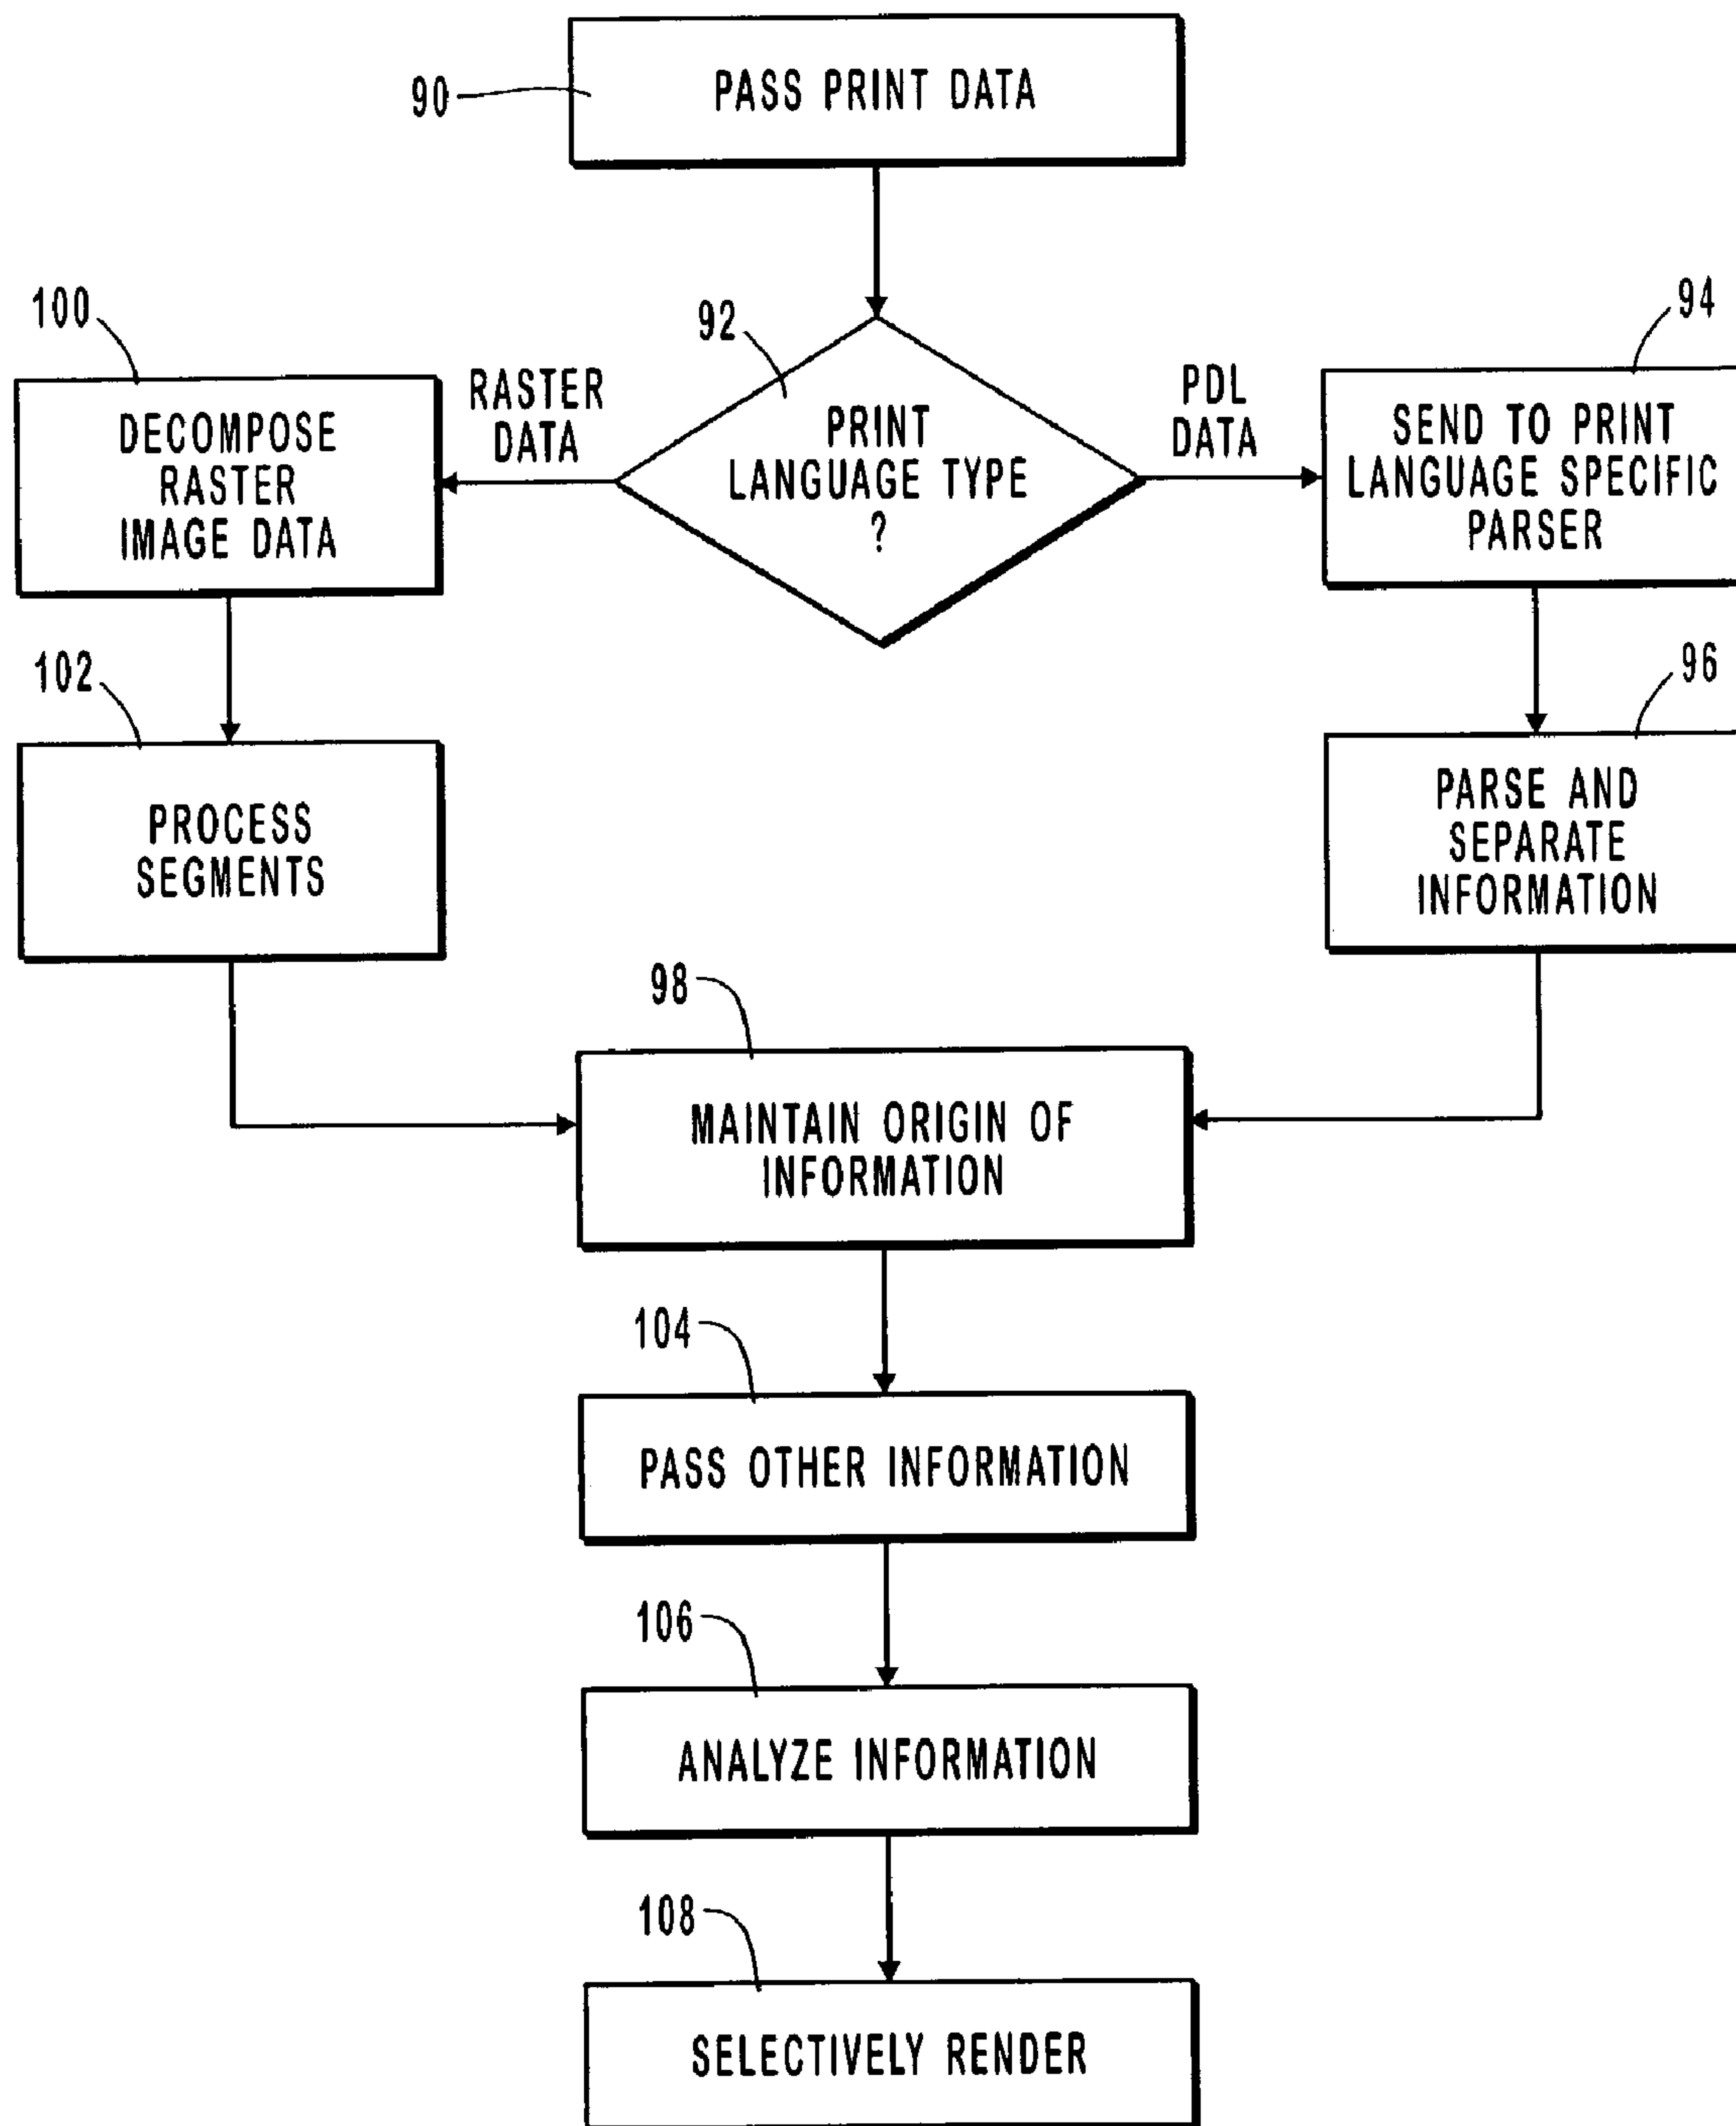 90
PASS PRINT DATA
100
92
94
DECOMPOSE
RASTER
IMAGE DATA
RASTER
DATA
PRINT
LANGUAGE TYPE
?
PDL
DATA
SEND TO PRINT
LANGUAGE SPECIFIC
PARSER
102
96
PROCESS
SEGMENTS
PARSE AND
SEPARATE
INFORMATION
98
MAINTAIN ORIGIN OF
INFORMATION
104
PASS OTHER INFORMATION
106
ANALYZE INFORMATION
108
SELECTIVELY RENDER